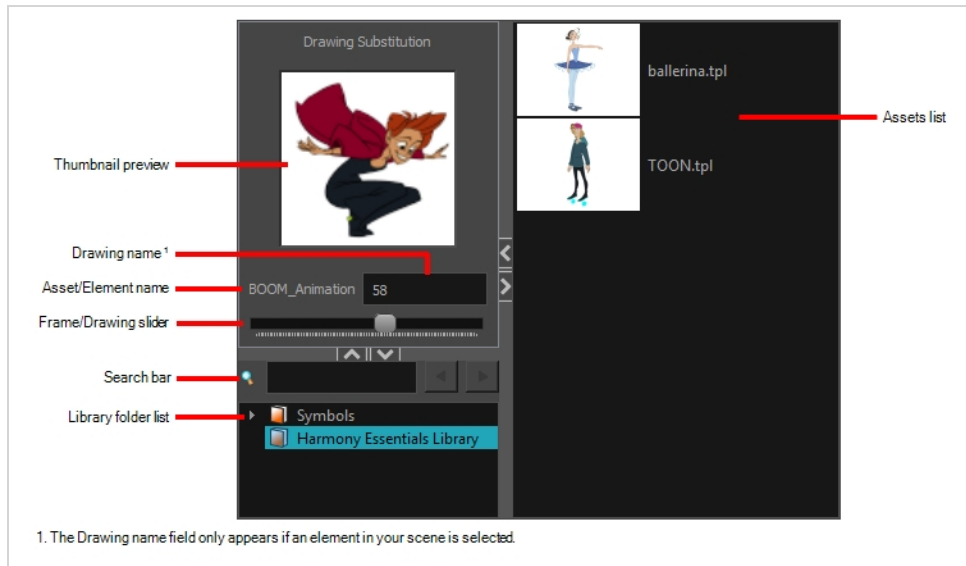 Drawing Substitution
ballerina.tpl
Assets list
Thumbnail preview
TOON.tpl
Drawing name ¹
Asset/Element name
BOOM_Animation 58
Frame/Drawing slider
Search bar
Library folder list
Symbols
Harmony Essentials Library
1. The Drawing name field only appears if an element in your scene is selected.